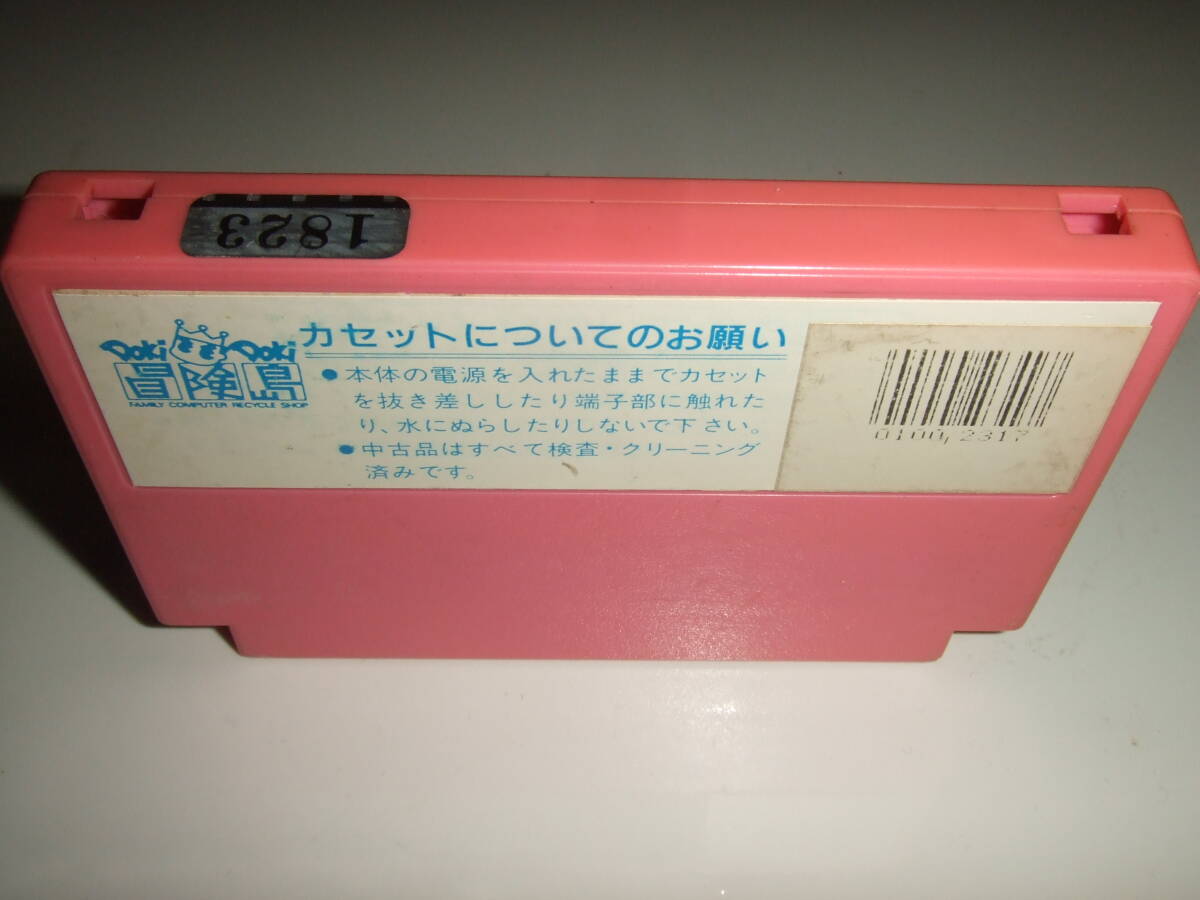 1823
Doki Doki
冒険島
FAMILY COMPUTER RECYCLE SHOP
カセットについてのお願い
●本体の電源を入れたままでカセット
を抜き差ししたり端子部に触れた
り、水にぬらしたりしないで下さい。
●中古品はすべて検査・クリーニング
済みです。
0100 2317